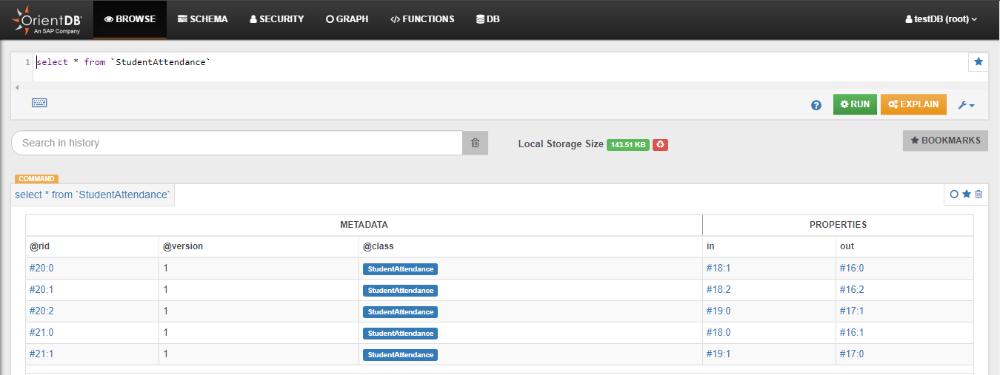 OrientDB®
An SAP Company
BROWSE SCHEMA SECURITY GRAPH FUNCTIONS DB testDB (root)
1 select * from `StudentAttendance`
? RUN EXPLAIN
Search in history Local Storage Size 143.51 KB BOOKMARKS
COMMAND
select * from `StudentAttendance`
METADATA PROPERTIES
@rid @version @class in out
#20:0 1 StudentAttendance #18:1 #16:0
#20:1 1 StudentAttendance #18:2 #16:2
#20:2 1 StudentAttendance #19:0 #17:1
#21:0 1 StudentAttendance #18:0 #16:1
#21:1 1 StudentAttendance #19:1 #17:0